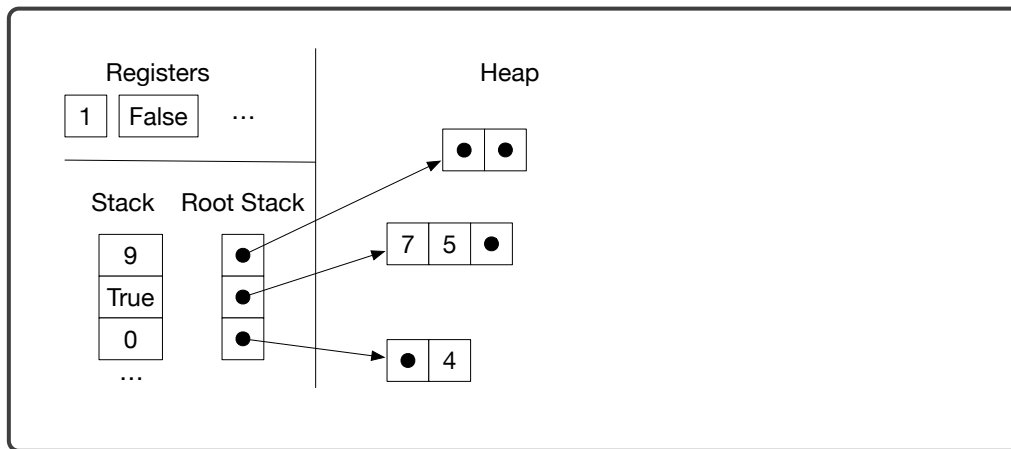 Registers
Heap
1 False ...
Stack Root Stack
9
7 5
True
0
4
...